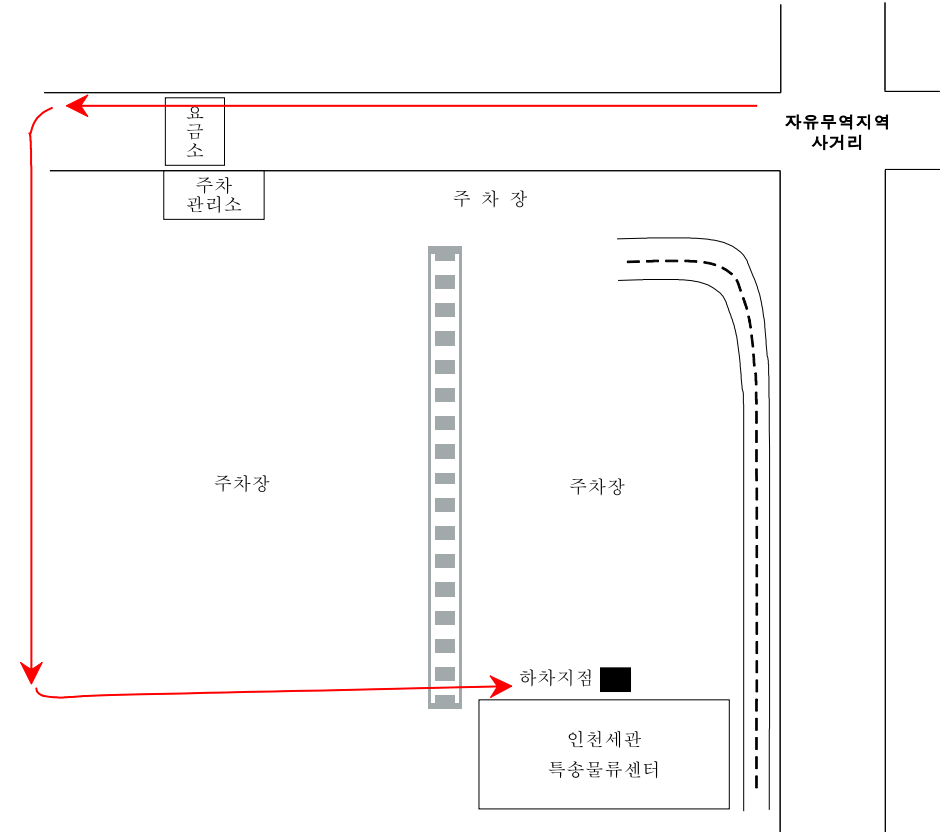 요
금
소
자유무역지역
사거리
주차
관리소
주 차 장
주차장
주차장
하차지점
인천세관
특송물류센터